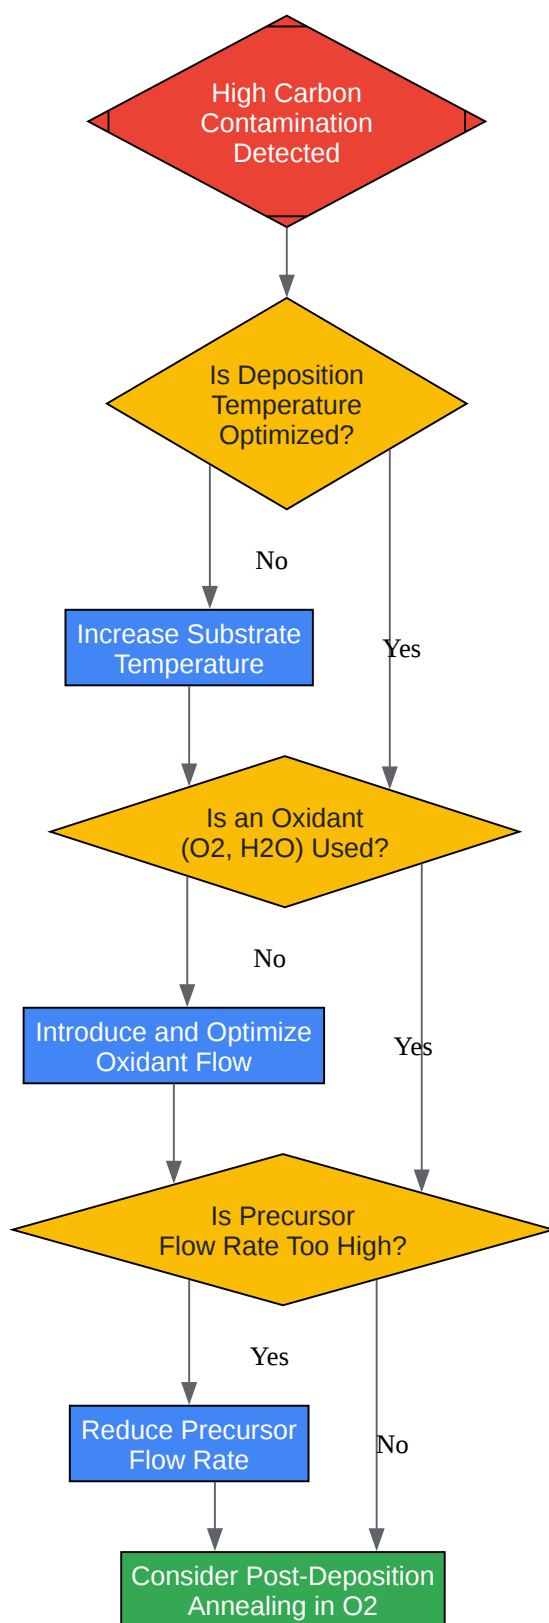 High Carbon
Contamination
Detected
Is Deposition
Temperature
Optimized?
No
Increase Substrate
Temperature
Yes
Is an Oxidant
(O2, H2O) Used?
No
Introduce and Optimize
Oxidant Flow
Yes
Is Precursor
Flow Rate Too High?
Yes
Reduce Precursor
Flow Rate
No
Consider Post-Deposition
Annealing in O2